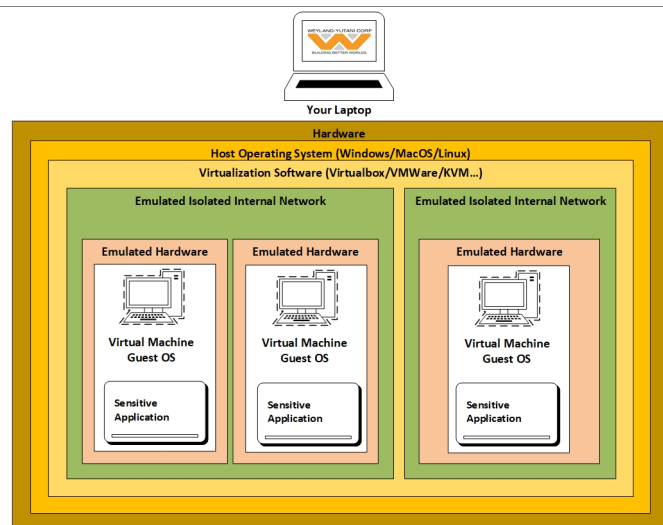 WEYLAND-YUTANI CORP
BUILDING BETTER WORLDS
Your Laptop
Hardware
Host Operating System (Windows/MacOS/Linux)
Virtualization Software (Virtualbox/VMWare/KVM...)
Emulated Isolated Internal Network
Emulated Isolated Internal Network
Emulated Hardware
Emulated Hardware
Emulated Hardware
Virtual Machine
Guest OS
Virtual Machine
Guest OS
Virtual Machine
Guest OS
Sensitive
Application
Sensitive
Application
Sensitive
Application